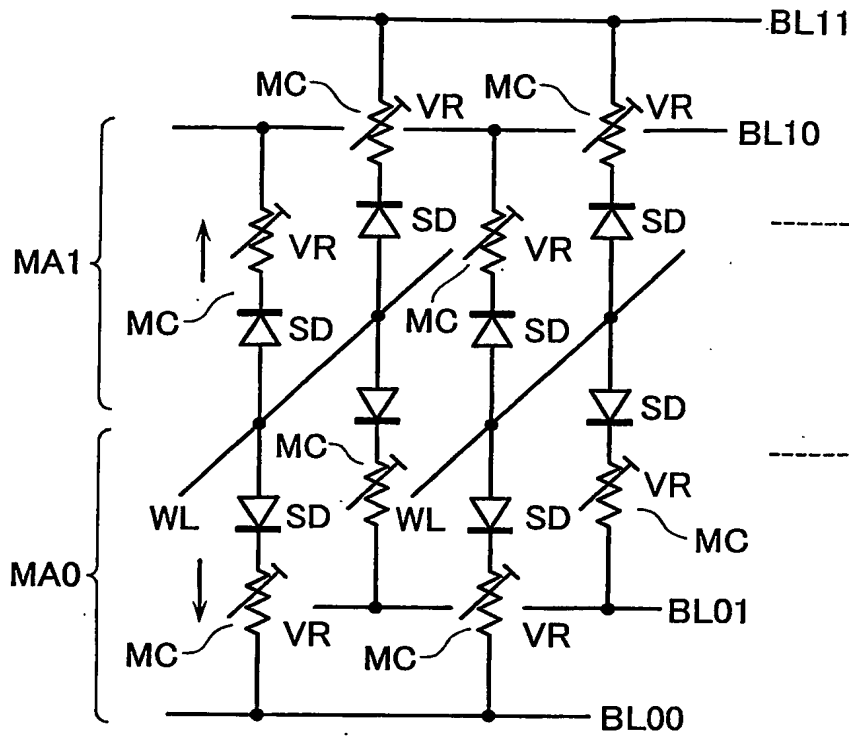 BL11
MC VR MC VR
BL10
SD SD
VR VR
MA1
MC SD MC SD
SD
MC
WL SD WL SD VR
MC
MA0
BL01
VR VR
MC MC
BL00